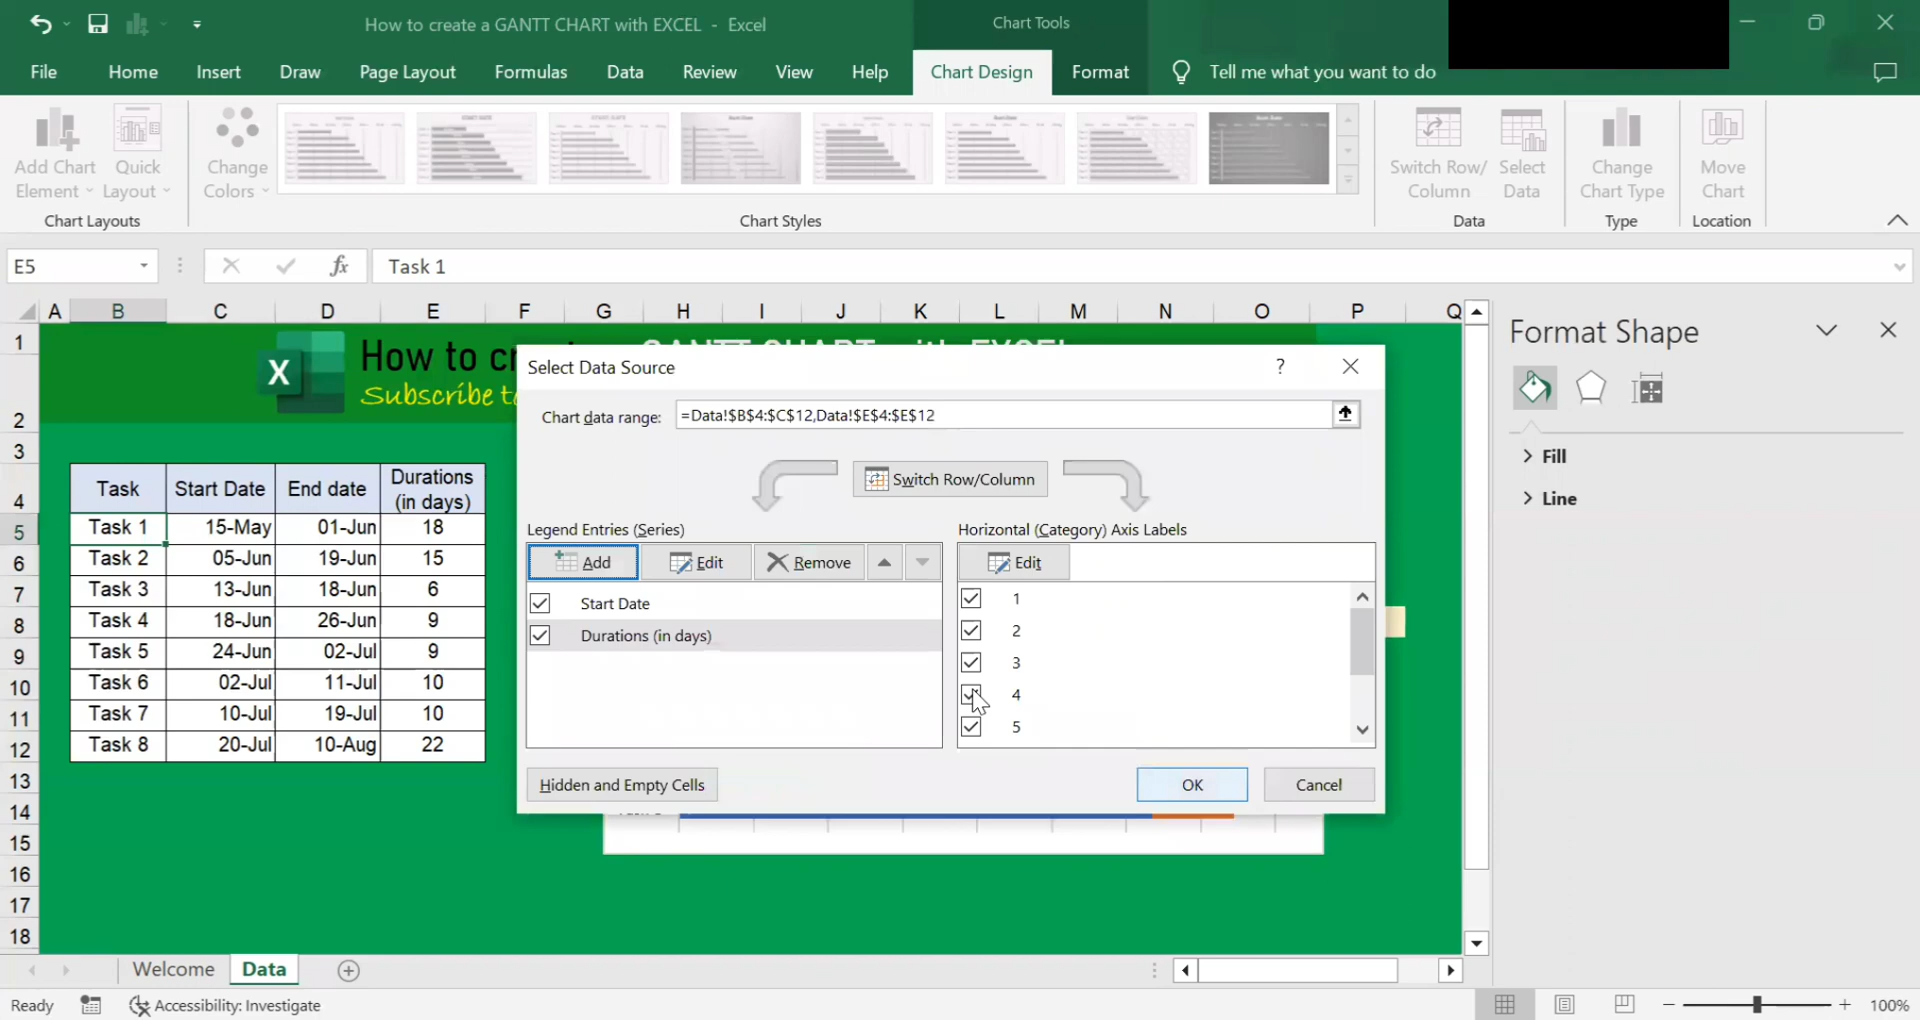 How to create a GANTT CHART with EXCEL - Excel
Chart Tools
File Home Insert Draw Page Layout Formulas Data Review View Help Chart Design Format Tell me what you want to do
Add Chart Element
Quick Layout
Change Colors
Switch Row/ Column
Select Data
Change Chart Type
Move Chart
Chart Layouts
Chart Styles
Data
Type
Location
E5
fx
Task 1
A B C D E F G H I J K L M N O P Q
1
X
How to
Subscribe
2
3
4 Task Start Date End date Durations (in days)
5 Task 1 15-May 01-Jun 18
6 Task 2 05-Jun 19-Jun 15
7 Task 3 13-Jun 18-Jun 6
8 Task 4 18-Jun 26-Jun 9
9 Task 5 24-Jun 02-Jul 9
10 Task 6 02-Jul 11-Jul 10
11 Task 7 10-Jul 19-Jul 10
12 Task 8 20-Jul 10-Aug 22
13
14
15
16
17
18
Select Data Source
?
Chart data range: =Data!$B$4:$C$12,Data!$E$4:$E$12
Switch Row/Column
Legend Entries (Series)
Add Edit Remove
Start Date
Durations (in days)
Horizontal (Category) Axis Labels
Edit
1
2
3
4
5
Hidden and Empty Cells
OK
Cancel
Format Shape
Fill
Line
Welcome Data
Ready
Accessibility: Investigate
100%